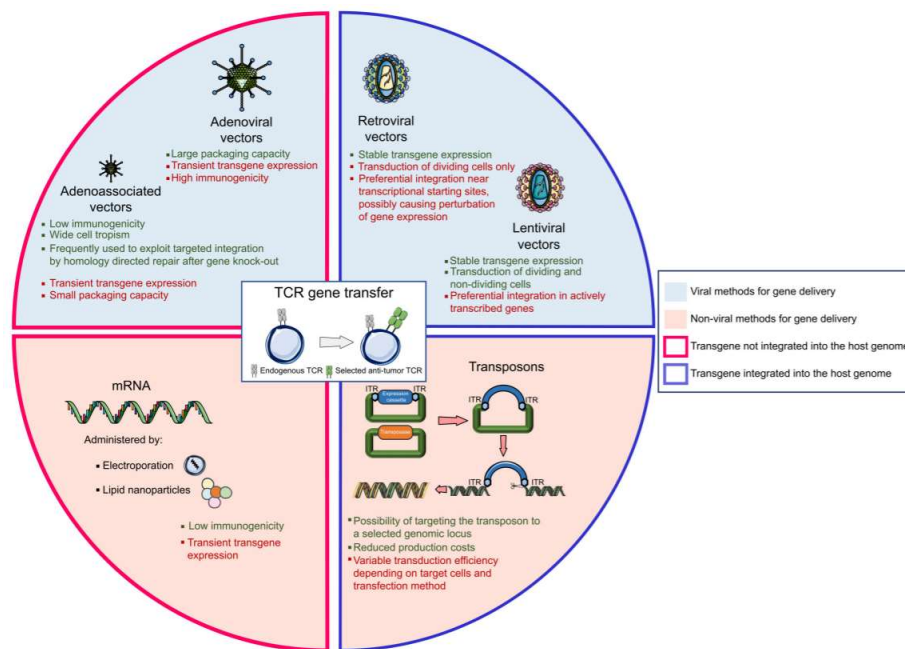 Adenoviral
vectors
Large packaging capacity
Transient transgene expression
High immunogenicity
Adenoassociated
vectors
Low immunogenicity
Wide cell tropism
Frequently used to exploit targeted integration
by homology directed repair after gene knock-out
Transient transgene expression
Small packaging capacity
Retroviral
vectors
Stable transgene expression
Transduction of dividing cells only
Preferential integration near
transcriptional starting sites,
possibly causing perturbation
of gene expression
Lentiviral
vectors
Stable transgene expression
Transduction of dividing and
non-dividing cells
Preferential integration in actively
transcribed genes
TCR gene transfer
Endogenous TCR
Selected anti-tumor TCR
mRNA
Administered by:
Electroporation
Lipid nanoparticles
Low immunogenicity
Transient transgene
expression
Transposons
ITR
Expression
cassette
ITR
Transposase
ITR
ITR
ITR
ITR
Possibility of targeting the transposon to
a selected genomic locus
Reduced production costs
Variable transduction efficiency
depending on target cells and
transfection method
Viral methods for gene delivery
Non-viral methods for gene delivery
Transgene not integrated into the host genome
Transgene integrated into the host genome